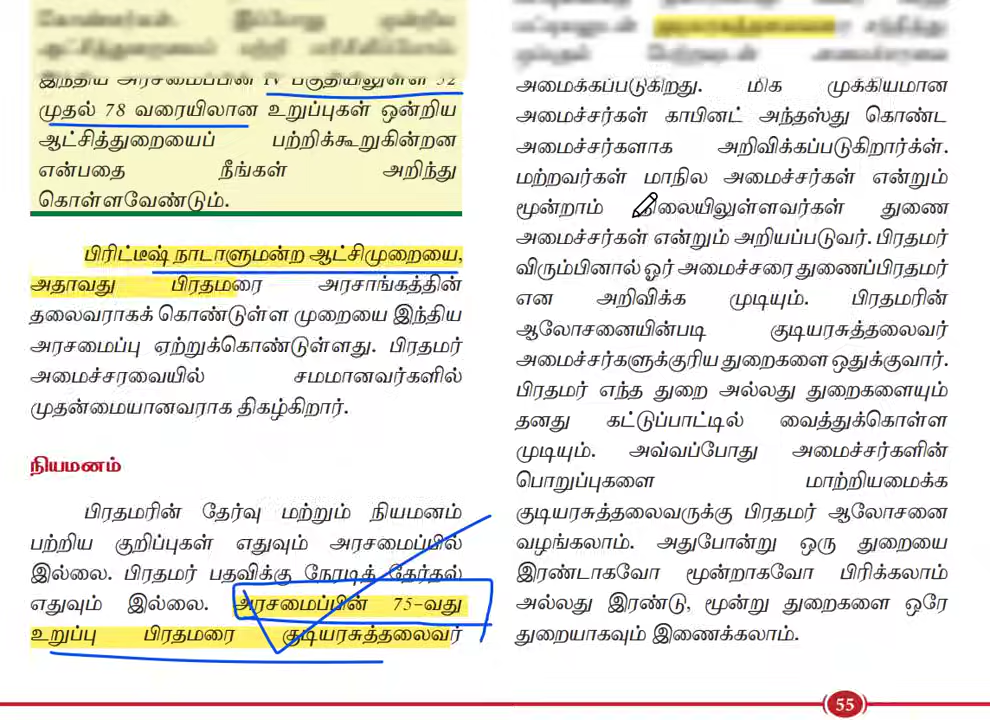 இந்திய அரசமைப்பின் IV பகுதியிலுள்ள 52
முதல் 78 வரையிலான உறுப்புகள் ஒன்றிய
ஆட்சித்துறையைப் பற்றிக்கூறுகின்றன
என்பதை நீங்கள் அறிந்து
கொள்ளவேண்டும்.
பிரிட்டீஷ் நாடாளுமன்ற ஆட்சிமுறையை,
அதாவது பிரதமரை அரசாங்கத்தின்
தலைவராகக் கொண்டுள்ள முறையை இந்திய
அரசமைப்பு ஏற்றுக்கொண்டுள்ளது. பிரதமர்
அமைச்சரவையில் சமமானவர்களில்
முதன்மையானவராக திகழ்கிறார்.
நியமனம்
பிரதமரின் தேர்வு மற்றும் நியமனம்
பற்றிய குறிப்புகள் எதுவும் அரசமைப்பில்
இல்லை. பிரதமர் பதவிக்கு நேரடித் தேர்தல்
எதுவும் இல்லை. அரசமைப்பின் 75-வது
உறுப்பு பிரதமரை குடியரசுத்தலைவர்
அமைக்கப்படுகிறது. மிக முக்கியமான
அமைச்சர்கள் காபினட் அந்தஸ்து கொண்ட
அமைச்சர்களாக அறிவிக்கப்படுகிறார்க்ள்.
மற்றவர்கள் மாநில அமைச்சர்கள் என்றும்
மூன்றாம் நிலையிலுள்ளவர்கள் துணை
அமைச்சர்கள் என்றும் அறியப்படுவர். பிரதமர்
விரும்பினால் ஓர் அமைச்சரை துணைப்பிரதமர்
என அறிவிக்க முடியும். பிரதமரின்
ஆலோசனையின்படி குடியரசுத்தலைவர்
அமைச்சர்களுக்குரிய துறைகளை ஒதுக்குவார்.
பிரதமர் எந்த துறை அல்லது துறைகளையும்
தனது கட்டுப்பாட்டில் வைத்துக்கொள்ள
முடியும். அவ்வப்போது அமைச்சர்களின்
பொறுப்புகளை மாற்றியமைக்க
குடியரசுத்தலைவருக்கு பிரதமர் ஆலோசனை
வழங்கலாம். அதுபோன்று ஒரு துறையை
இரண்டாகவோ மூன்றாகவோ பிரிக்கலாம்
அல்லது இரண்டு, மூன்று துறைகளை ஒரே
துறையாகவும் இணைக்கலாம்.
55